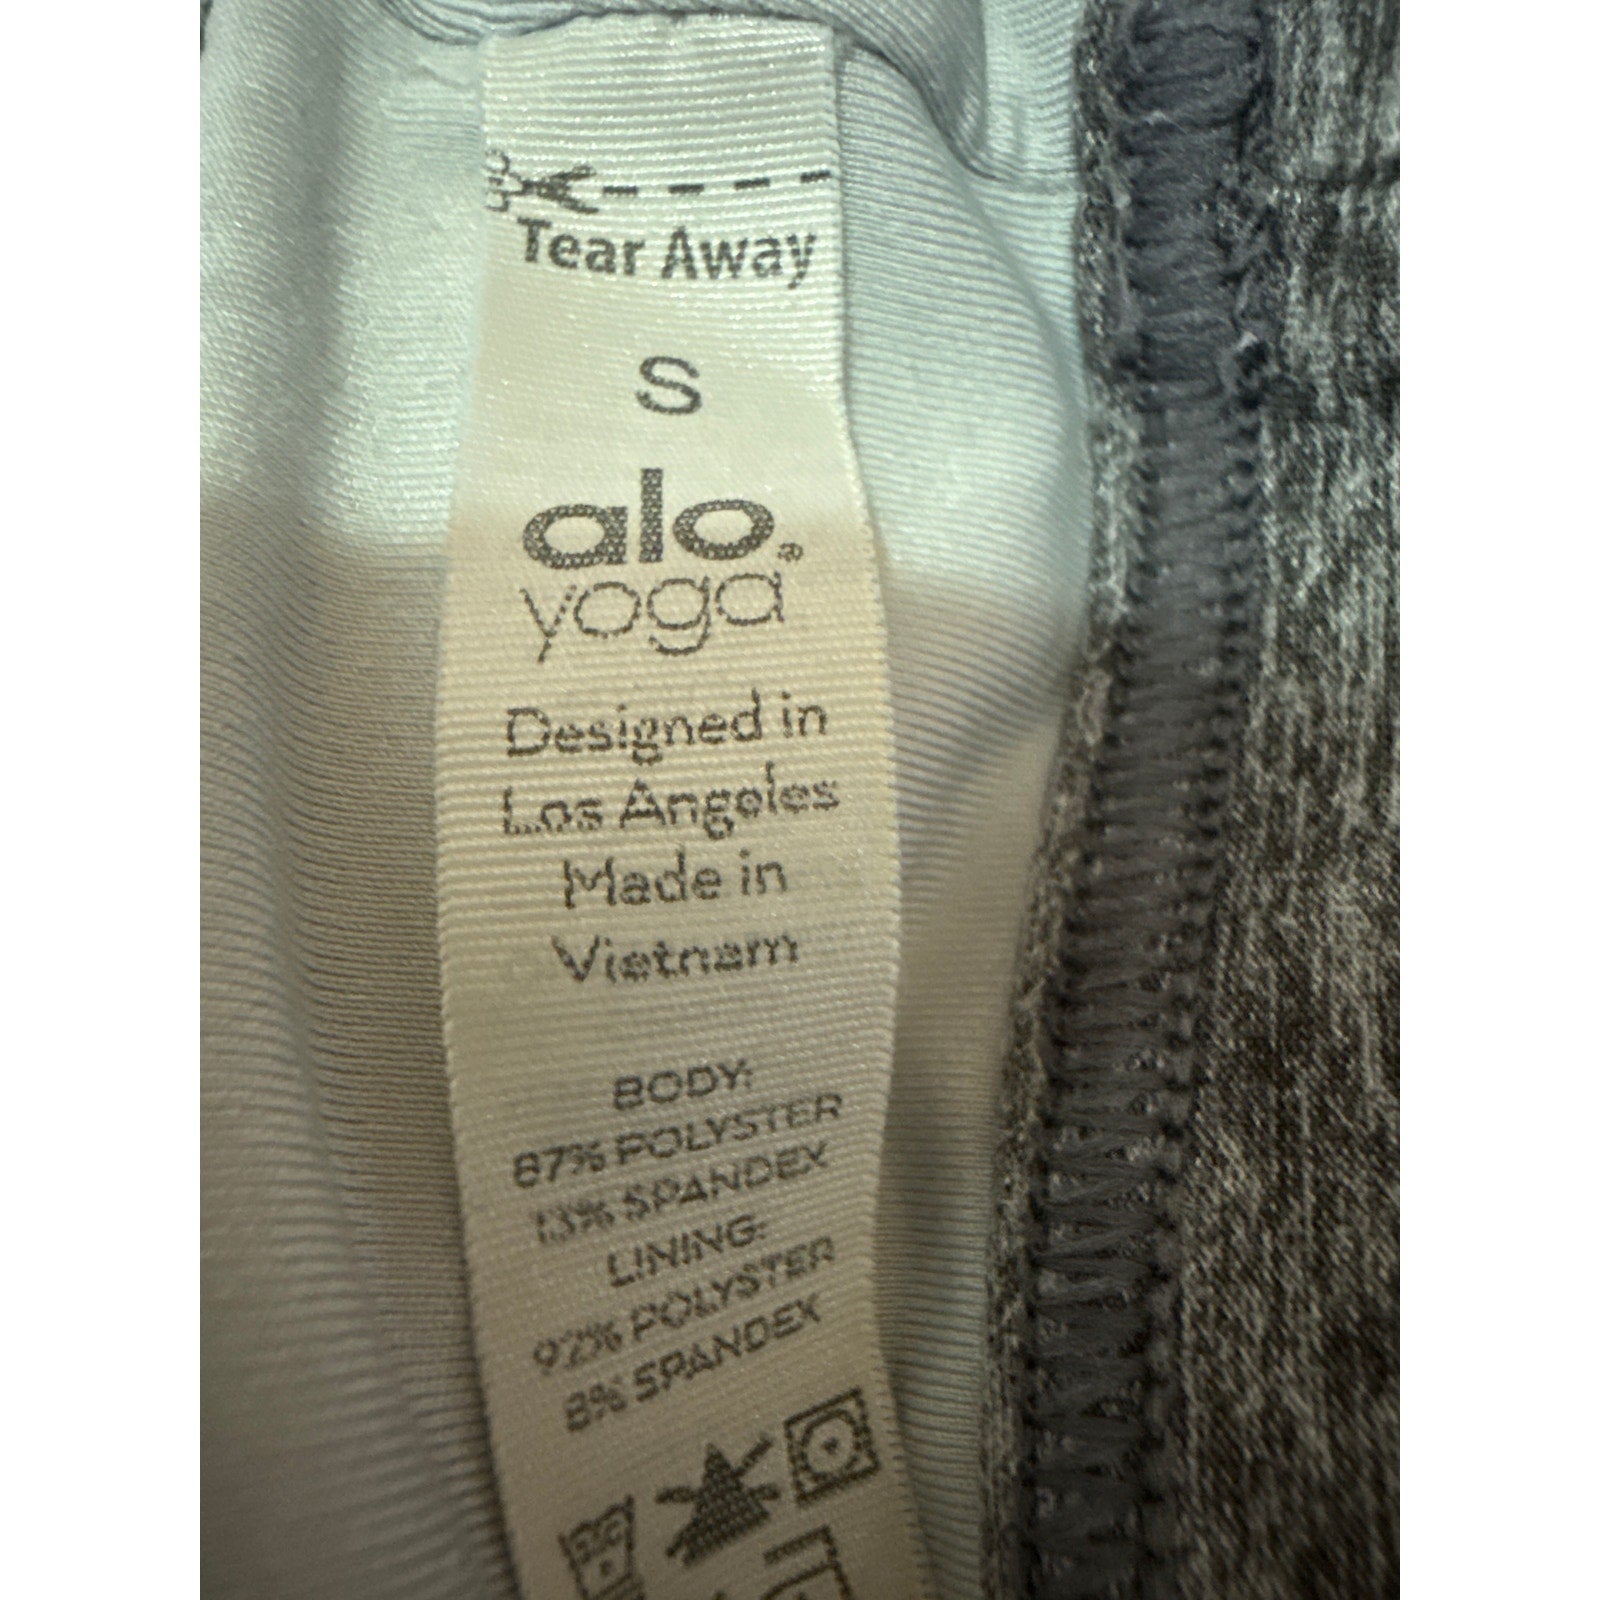 Tear Away
S
alo®
yoga
Designed in
Los Angeles
Made in
Vietnam
BODY:
87% POLYSTER
13% SPANDEX
LINING:
92% POLYSTER
8% SPANDEX